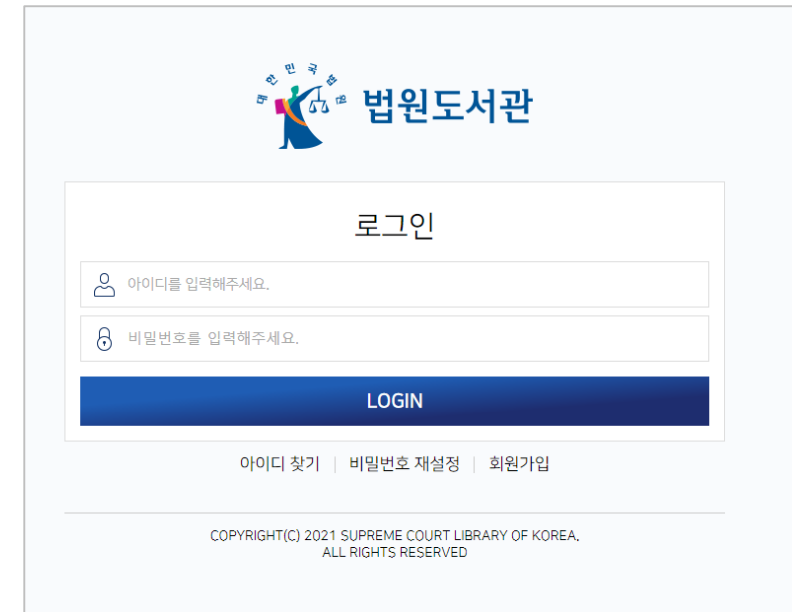 대한민국법원
법원도서관
로그인
아이디를 입력해주세요.
비밀번호를 입력해주세요.
LOGIN
아이디 찾기 | 비밀번호 재설정 | 회원가입
COPYRIGHT(C) 2021 SUPREME COURT LIBRARY OF KOREA.
ALL RIGHTS RESERVED